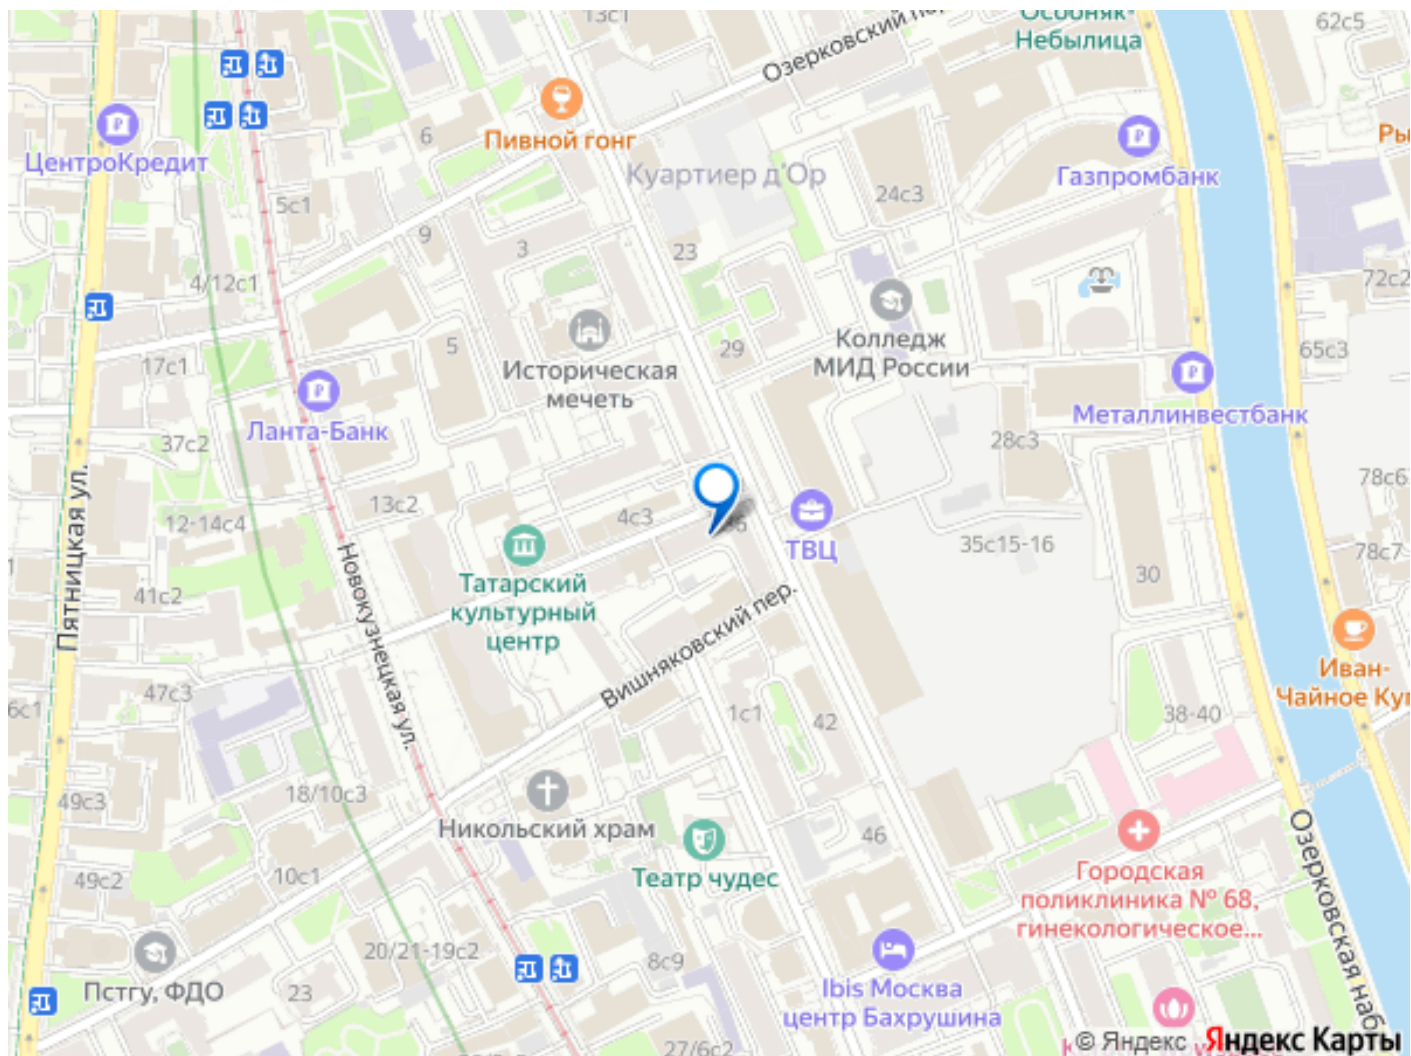 13с1
Особняк-
Небылица
62с5
Озерковский пер.
Пивной гонг
6
ЦентроКредит
Газпромбанк
Куартиер д'Ор
24с3
5с1
9
3
23
4/12с1
72с2
Колледж
МИД России
29
65с3
5
17с1
Историческая
мечеть
Ланта-Банк
Металлинвестбанк
28с3
37с2
Пятницкая ул.
13с2
12-14с4
4с3
78с6
ТВЦ
35с15-16
78с7
Новокузнецкая ул.
Татарский
культурный
центр
30
41с2
Вишняковский пер.
Иван-
47с3
6с1
1с1
42
38-40
49с3
18/10с3
Никольский храм
46
Озерковская наб.
Театр чудес
Городская
поликлиника № 68,
гинекологическое...
49с2
10с1
20/21-19с2
8с9
Пстгу, ФДО
23
Ibis Москва
центр Бахрушина
27/6с2
© Яндекс Яндекс Карты